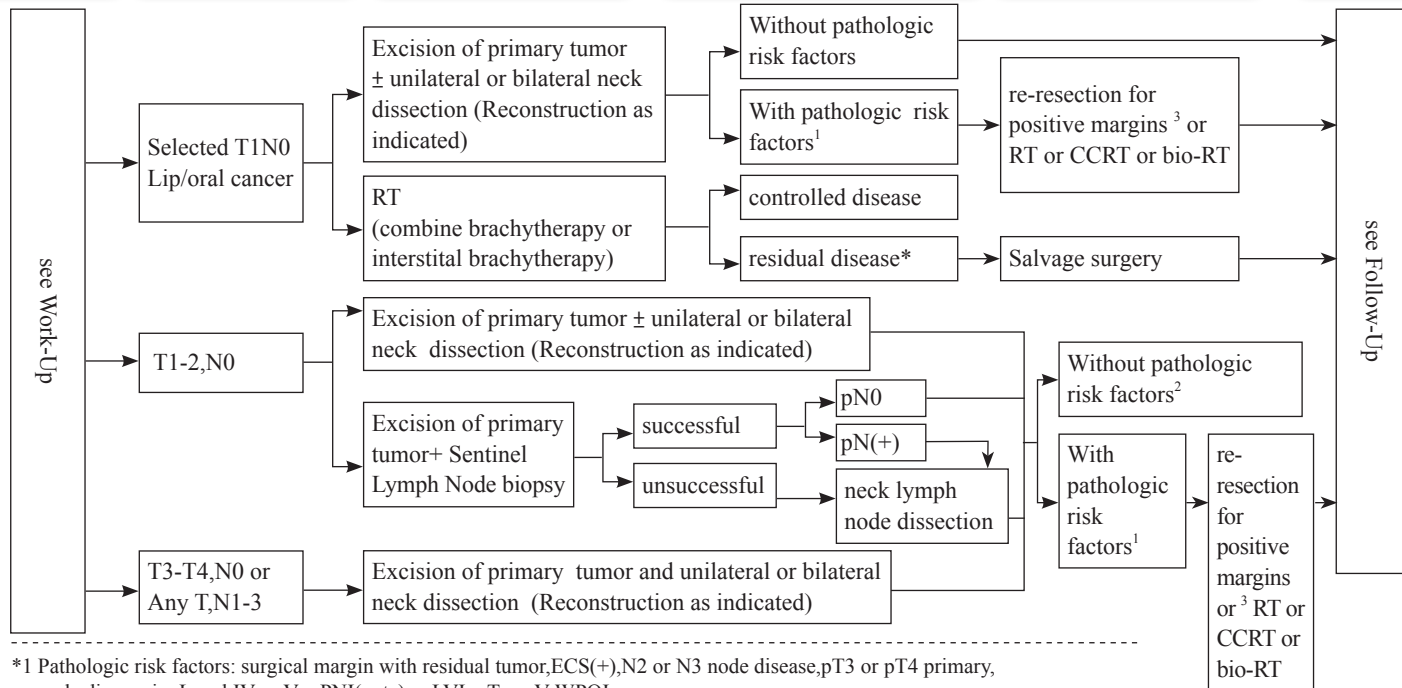 see Work-Up
Selected T1N0
Lip/oral cancer
Excision of primary tumor
± unilateral or bilateral neck
dissection (Reconstruction as
indicated)
Without pathologic
risk factors
With pathologic risk
factors1
re-resection for
positive margins 3 or
RT or CCRT or bio-RT
RT
(combine brachytherapy or
interstital brachytherapy)
controlled disease
residual disease*
Salvage surgery
T1-2,N0
Excision of primary tumor ± unilateral or bilateral
neck dissection (Reconstruction as indicated)
Excision of primary
tumor+ Sentinel
Lymph Node biopsy
successful
unsuccessful
pN0
pN(+)
neck lymph
node dissection
T3-T4,N0 or
Any T,N1-3
Excision of primary tumor and unilateral or bilateral
neck dissection (Reconstruction as indicated)
Without pathologic
risk factors2
With
pathologic
risk
factors1
re-
resection
for
positive
margins
or 3 RT or
CCRT or
bio-RT
see Follow-Up
*1 Pathologic risk factors: surgical margin with residual tumor,ECS(+),N2 or N3 node disease,pT3 or pT4 primary,